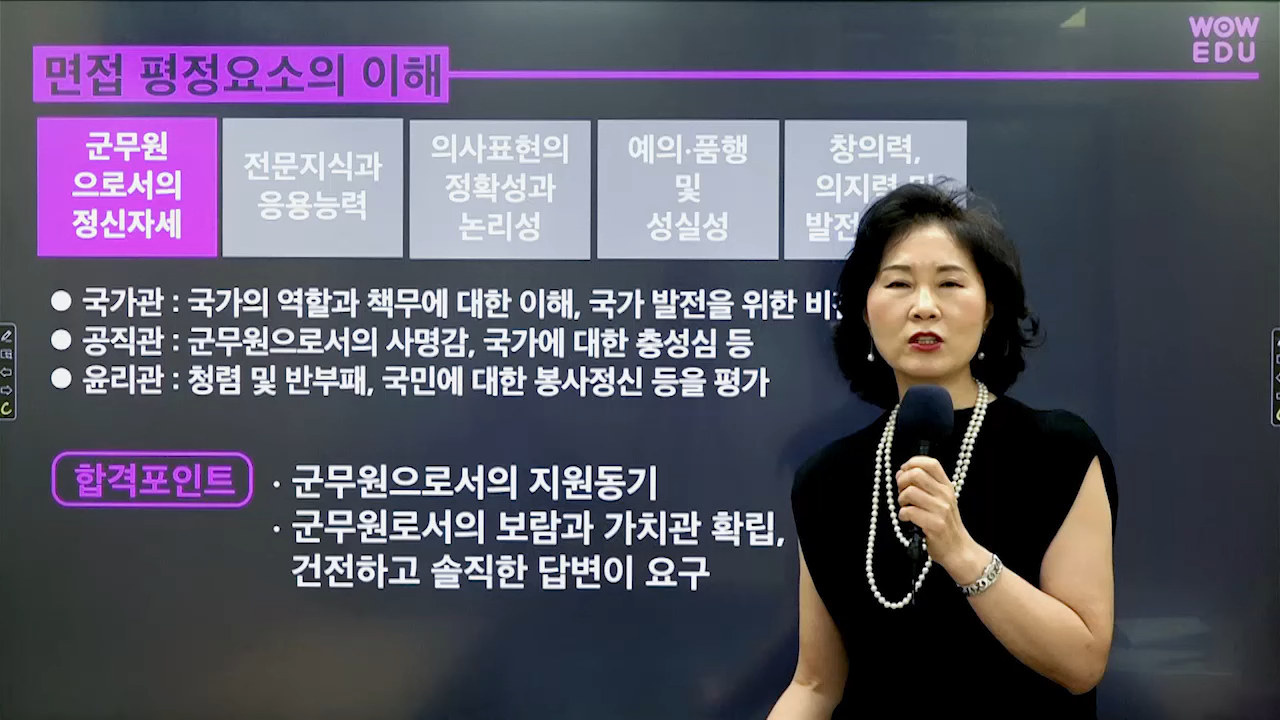 WOW
EDU
면접 평정요소의 이해
군무원
으로서의
정신자세
전문지식과
응용능력
의사표현의
정확성과
논리성
예의·품행
및
성실성
창의력,
의지력 및
● 국가관 : 국가의 역할과 책무에 대한 이해, 국가 발전을 위한
● 공직관 : 군무원으로서의 사명감, 국가에 대한 충성심 등
● 윤리관 : 청렴 및 반부패, 국민에 대한 봉사정신 등을 평가
합격포인트
· 군무원으로서의 지원동기
· 군무원로서의 보람과 가치관 확립,
건전하고 솔직한 답변이 요구